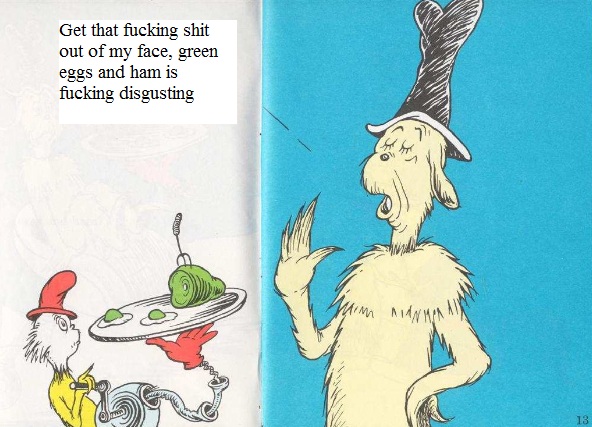 Get that fucking shit
out of my face, green
eggs and ham is
fucking disgusting
13